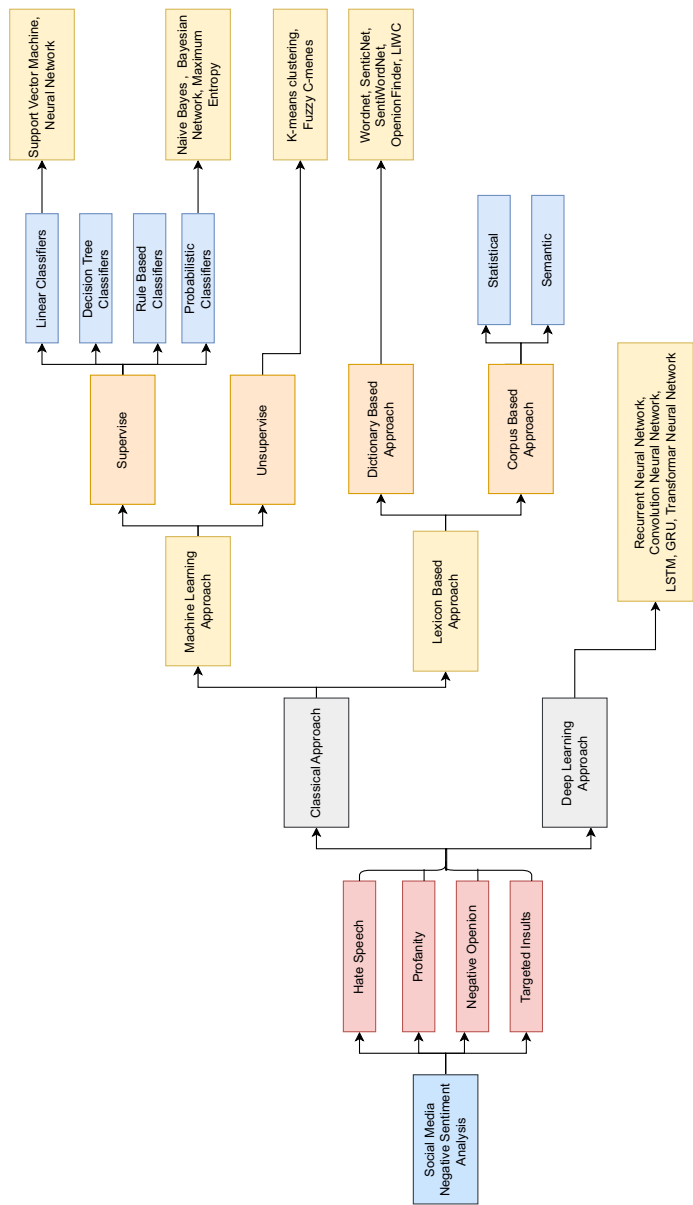 Social Media
Negative Sentiment
Analysis
Hate Speech
Profanity
Negative Openion
Targeted Insults
Classical Approach
Deep Learning
Approach
Machine Learning
Approach
Lexicon Based
Approach
Recurrent Neural Network,
Convolution Neural Network,
LSTM, GRU, Transformar Neural Network
Supervise
Unsupervise
Dictionary Based
Approach
Corpus Based
Approach
Linear Classifiers
Decision Tree
Classifiers
Rule Based
Classifiers
Probabilistic
Classifiers
Statistical
Semantic
Support Vector Machine,
Neural Network
Naive Bayes , Bayesian
Network, Maximum
Entropy
K-means clustering,
Fuzzy C-menes
Wordnet, SenticNet,
SentiWordNet,
OpenionFinder, LIWC